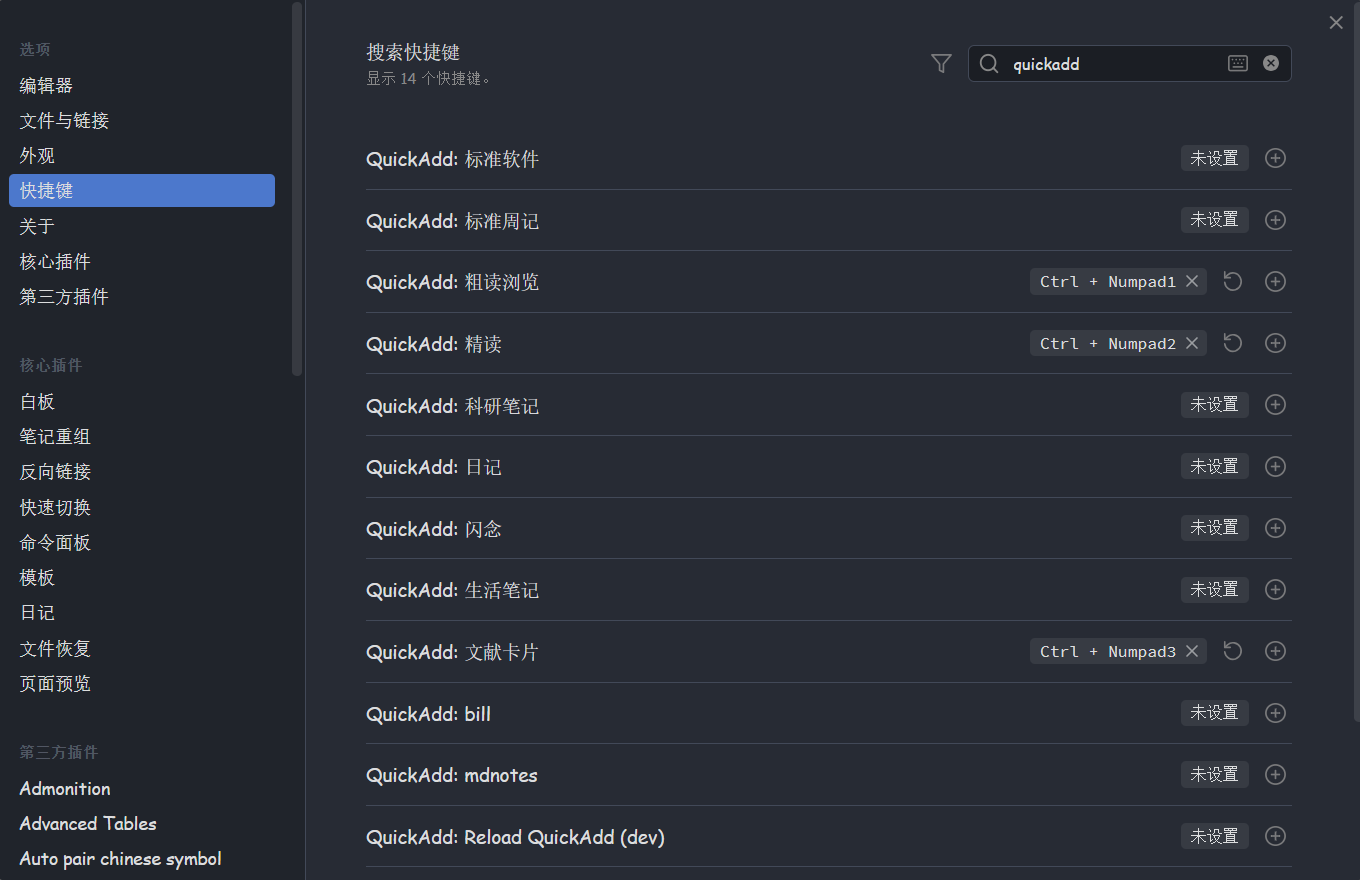 选项
编辑器
文件与链接
外观
快捷键
关于
核心插件
第三方插件
核心插件
白板
笔记重组
反向链接
快速切换
命令面板
模板
日记
文件恢复
页面预览
第三方插件
Admonition
Advanced Tables
Auto pair chinese symbol
搜索快捷键
显示 14 个快捷键。
quickadd
QuickAdd: 标准软件 未设置
QuickAdd: 标准周记 未设置
QuickAdd: 粗读浏览 Ctrl + Numpad1
QuickAdd: 精读 Ctrl + Numpad2
QuickAdd: 科研笔记 未设置
QuickAdd: 日记 未设置
QuickAdd: 闪念 未设置
QuickAdd: 生活笔记 未设置
QuickAdd: 文献卡片 Ctrl + Numpad3
QuickAdd: bill 未设置
QuickAdd: mdnotes 未设置
QuickAdd: Reload QuickAdd (dev) 未设置